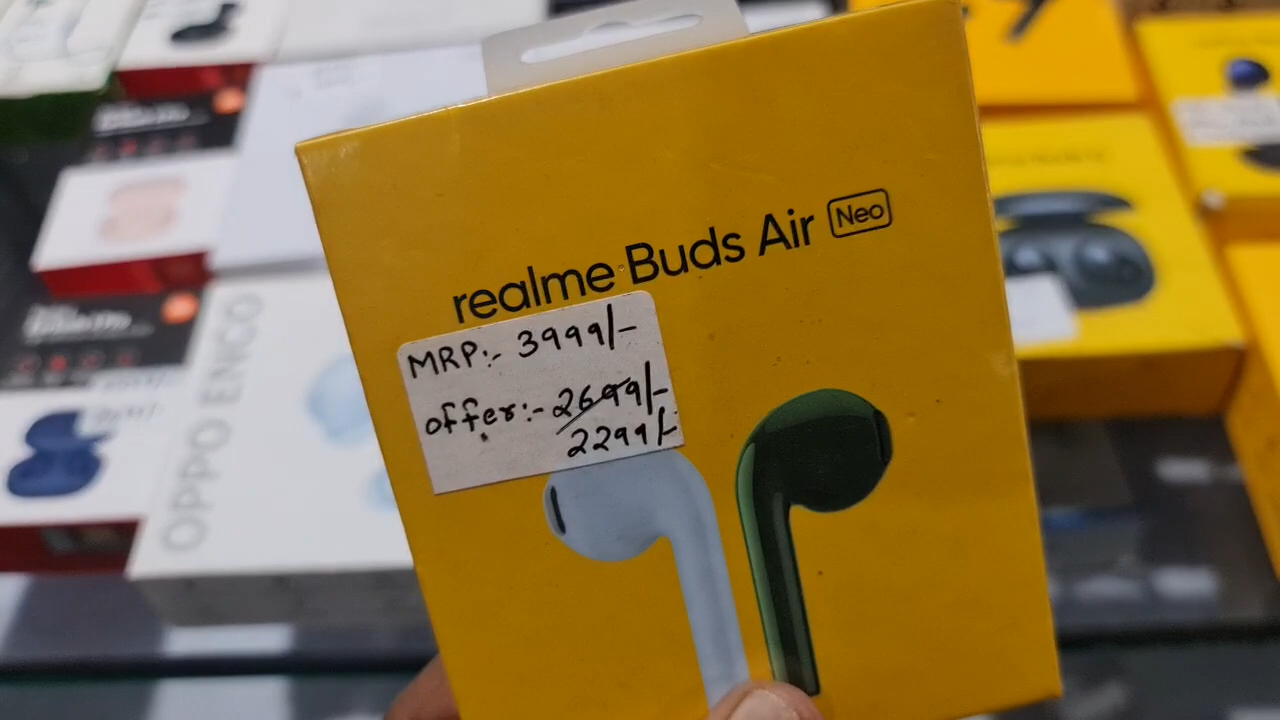 realme Buds Air Neo
MRP:- 3999/-
offer:- 2699/-
2299/-
OPPO ENCO